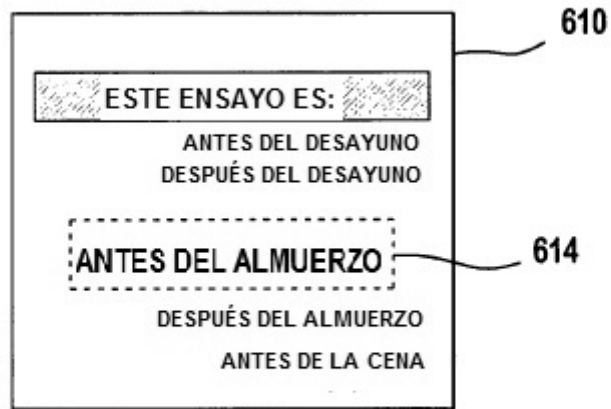 610
ESTE ENSAYO ES:
ANTES DEL DESAYUNO
DESPUÉS DEL DESAYUNO
ANTES DEL ALMUERZO
614
DESPUÉS DEL ALMUERZO
ANTES DE LA CENA